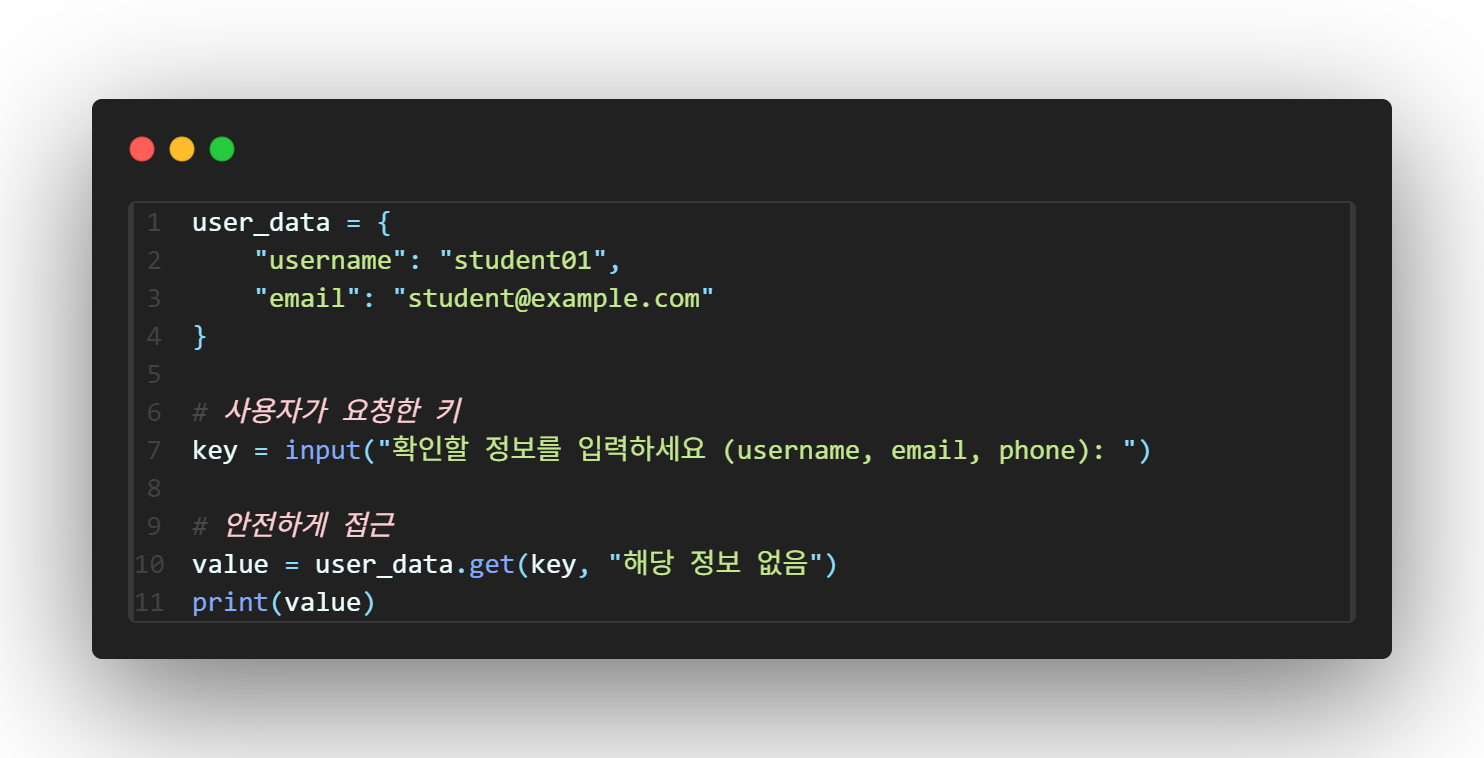 1 user_data = {
2     "username": "student01",
3     "email": "student@example.com"
4 }
5
6 # 사용자가 요청한 키
7 key = input("확인할 정보를 입력하세요 (username, email, phone): ")
8
9 # 안전하게 접근
10 value = user_data.get(key, "해당 정보 없음")
11 print(value)